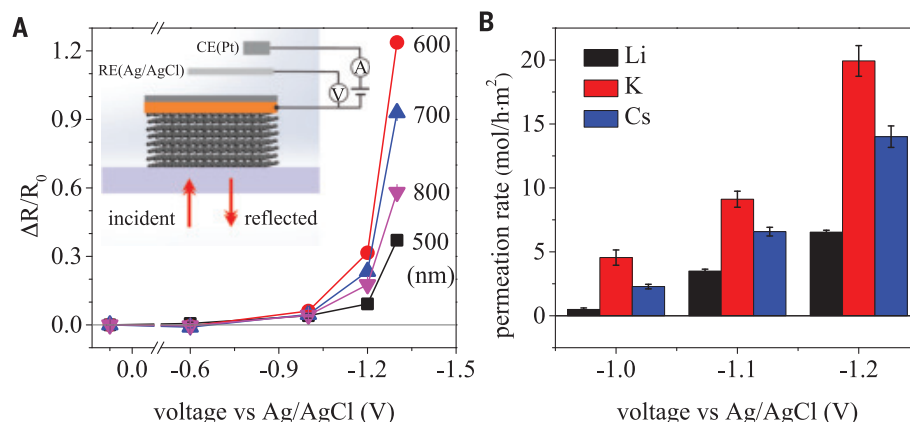 A
ΔR/R0
1.2
0.9
0.6
0.3
0.0
0.0
-0.6
-0.9
-1.2
-1.5
voltage vs Ag/AgCl (V)
CE(Pt)
RE(Ag/AgCl)
A
V
incident
reflected
600
700
800
500
(nm)
B
permeation rate (mol/h·m²)
20
15
10
5
0
Li
K
Cs
-1.0
-1.1
-1.2
voltage vs Ag/AgCl (V)